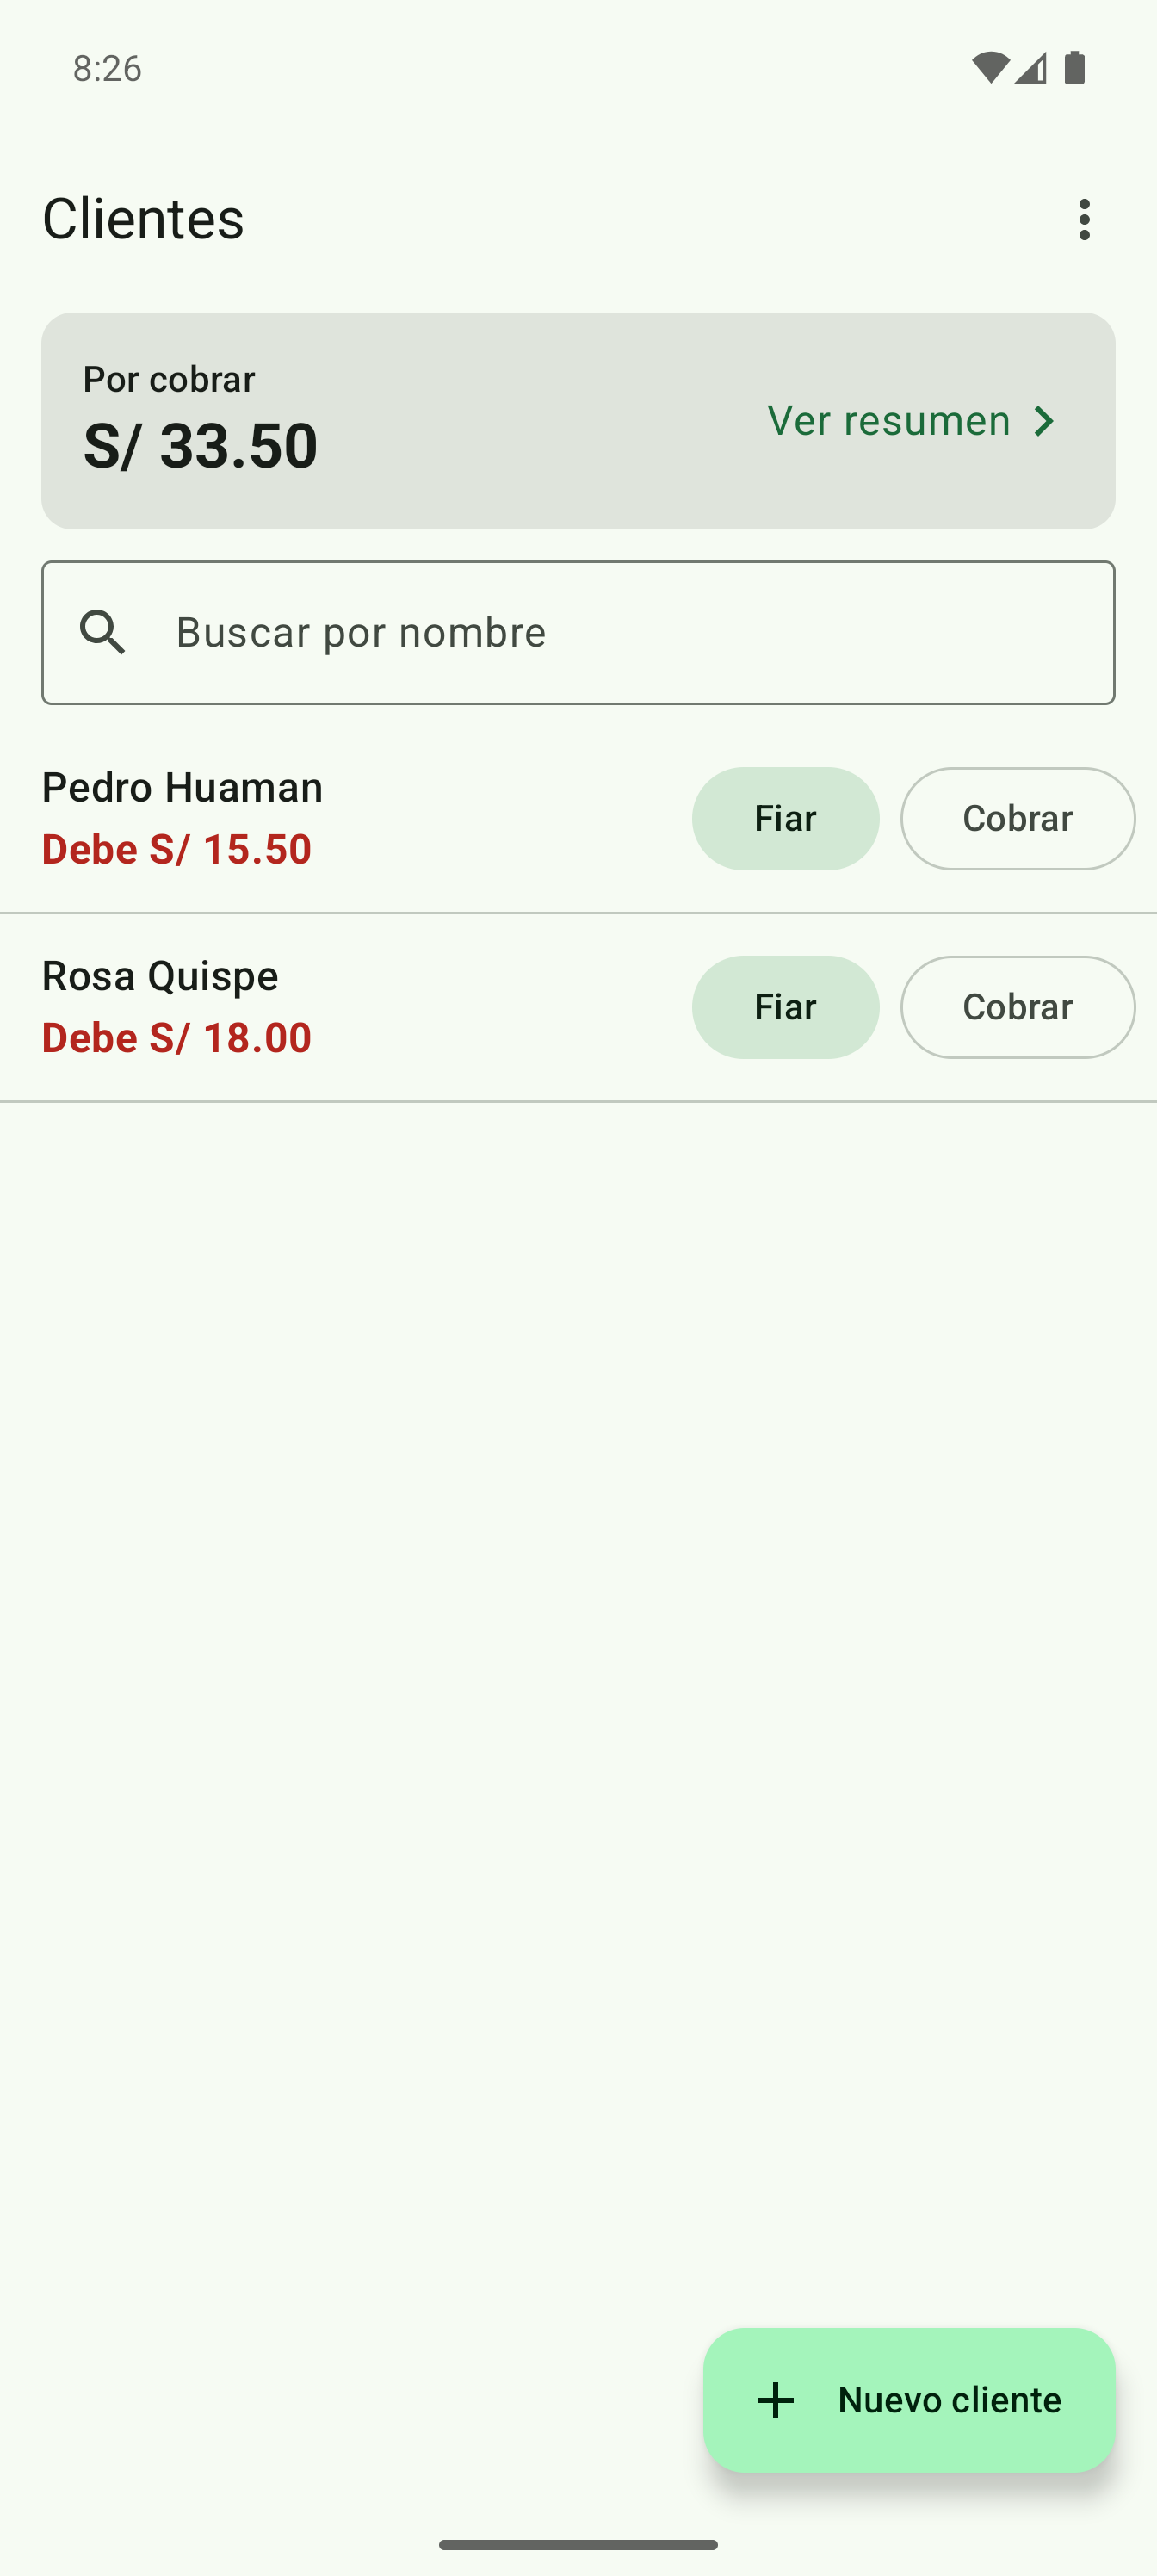 8:26
Clientes
Por cobrar
S/ 33.50
Ver resumen
Buscar por nombre
Pedro Huaman
Debe S/ 15.50
Fiar
Cobrar
Rosa Quispe
Debe S/ 18.00
Fiar
Cobrar
Nuevo cliente